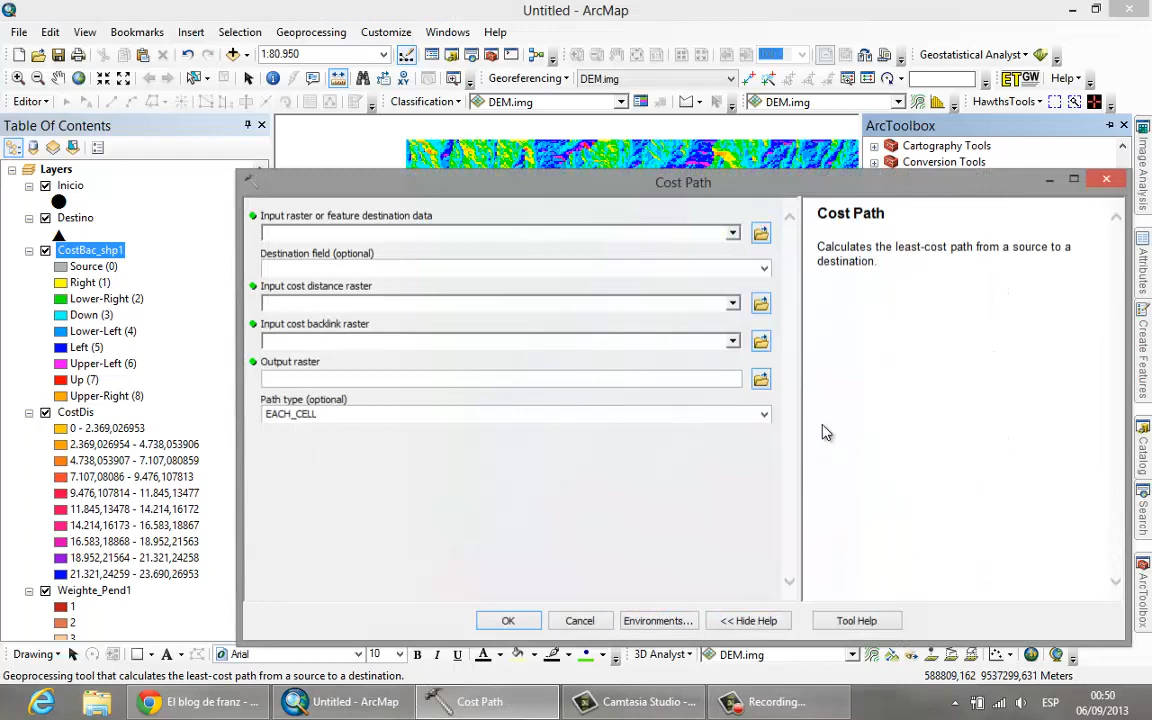 Untitled - ArcMap
File Edit View Bookmarks Insert Selection Geoprocessing Customize Windows Help
1:80.950
Geostatistical Analyst
Georeferencing
DEM.img
Help
Editor
Classification
DEM.img
DEM.img
HawthsTools
Table Of Contents
ArcToolbox
Cartography Tools
Conversion Tools
Layers
Inicio
Destino
CostBac_shp1
Source (0)
Right (1)
Lower-Right (2)
Down (3)
Lower-Left (4)
Left (5)
Upper-Left (6)
Up (7)
Upper-Right (8)
CostDis
0 - 2.369,026953
2.369,026954 - 4.738,053906
4.738,053907 - 7.107,080859
7.107,08086 - 9.476,107813
9.476,107814 - 11.845,13477
11.845,13478 - 14.214,16172
14.214,16173 - 16.583,18867
16.583,18868 - 18.952,21563
18.952,21564 - 21.321,24258
21.321,24259 - 23.690,26953
Weighte_Pend1
1
2
3
Cost Path
Input raster or feature destination data
Destination field (optional)
Input cost distance raster
Input cost backlink raster
Output raster
Path type (optional)
EACH_CELL
OK
Cancel
Environments...
<< Hide Help
Tool Help
Cost Path
Calculates the least-cost path from a source to a
destination.
Image Analysis
Attributes
Create Features
Catalog
Search
ArcToolbox
Drawing
Arial
10
B I U A
3D Analyst
DEM.img
Geoprocessing tool that calculates the least-cost path from a source to a destination.
588809,162 9537299,631 Meters
El blog de franz - ...
Untitled - ArcMap
Cost Path
Camtasia Studio -...
Recording...
ESP
00:50
06/09/2013